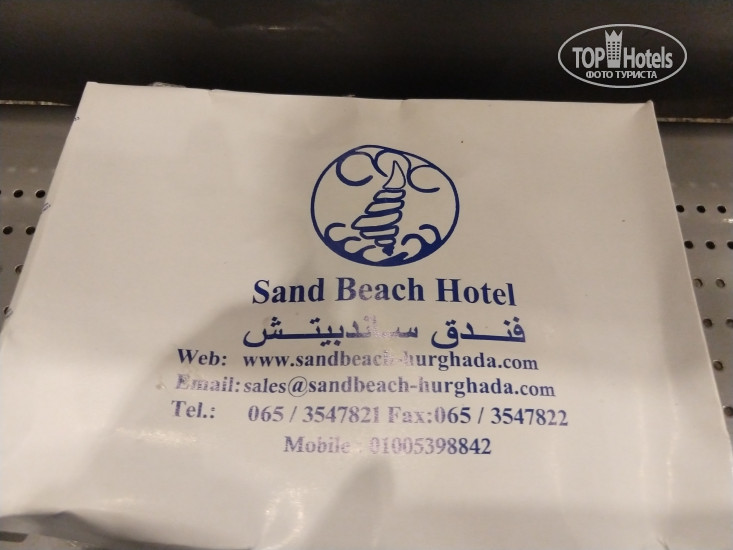 TOP Hotels
ФОТО ТУРИСТА
Sand Beach Hotel
فندق ساندبيتش
Web: www.sandbeach-hurghada.com
Email: sales@sandbeach-hurghada.com
Tel.: 065 / 3547821 Fax:065 / 3547822
Mobile : 01005398842